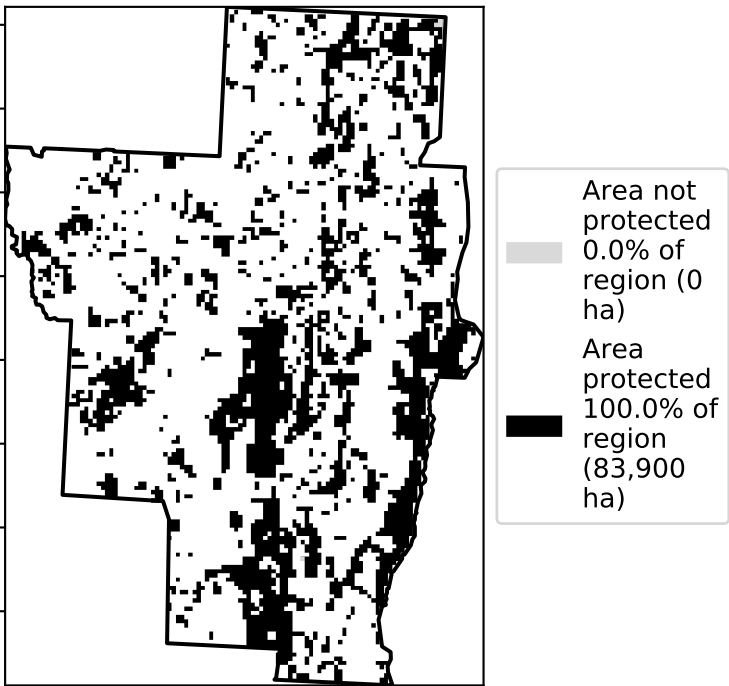 Area not
protected
0.0% of
region (0
ha)
Area
protected
100.0% of
region
(83,900
ha)